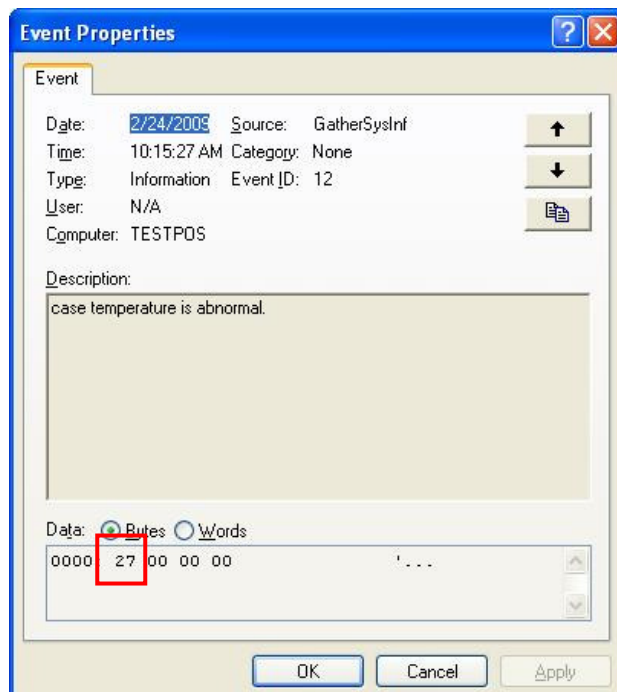 Event Properties
Event
Date: 2/24/2009 Source: GatherSysInf
Time: 10:15:27 AM Category: None
Type: Information Event ID: 12
User: N/A
Computer: TESTPOS
Description:
case temperature is abnormal.
Data: Bytes Words
0000: 27 00 00 00 '...
OK Cancel Apply